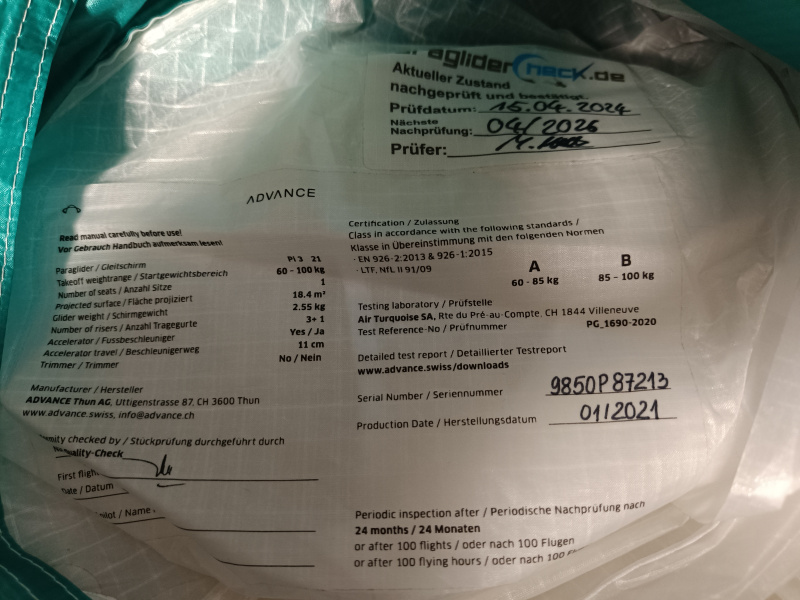 paraglidercheck.de
Aktueller Zustand
nachgeprüft und bestätigt.
Prüfdatum: 15.04.2024
Nächste
Nachprüfung: 04/2026
Prüfer:
ADVANCE
Read manual carefully before use!
Vor Gebrauch Handbuch aufmerksam lesen!
Paraglider / Gleitschirm PI 3 21
Takeoff weightrange / Startgewichtsbereich 60 - 100 kg
Number of seats / Anzahl Sitze 1
Projected surface / Fläche projiziert 18.4 m²
Glider weight / Schirmgewicht 2.55 kg
Number of risers / Anzahl Tragegurte 3+1
Accelerator / Fussbeschleuniger Yes / Ja
Accelerator travel / Beschleunigerweg 11 cm
Trimmer / Trimmer No / Nein
Manufacturer / Hersteller
ADVANCE Thun AG, Uttigenstrasse 87, CH 3600 Thun
www.advance.swiss, info@advance.ch
mity checked by / Stückprüfung durchgeführt durch
uality-Check
First fligh
Date / Datum
ilot / Name
Certification / Zulassung
Class in accordance with the following standards /
Klasse in Übereinstimmung mit den folgenden Normen
· EN 926-2:2013 & 926-1:2015
· LTF, NfL II 91/09
A B
60 - 85 kg 85 - 100 kg
Testing laboratory / Prüfstelle
Air Turquoise SA, Rte du Pré-au-Compte, CH 1844 Villeneuve
Test Reference-No / Prüfnummer PG_1690-2020
Detailed test report / Detaillierter Testreport
www.advance.swiss/downloads
Serial Number / Seriennummer 9850P87213
Production Date / Herstellungsdatum 01/2021
Periodic inspection after / Periodische Nachprüfung nach
24 months / 24 Monaten
or after 100 flights / oder nach 100 Flugen
or after 100 flying hours / oder nach 100